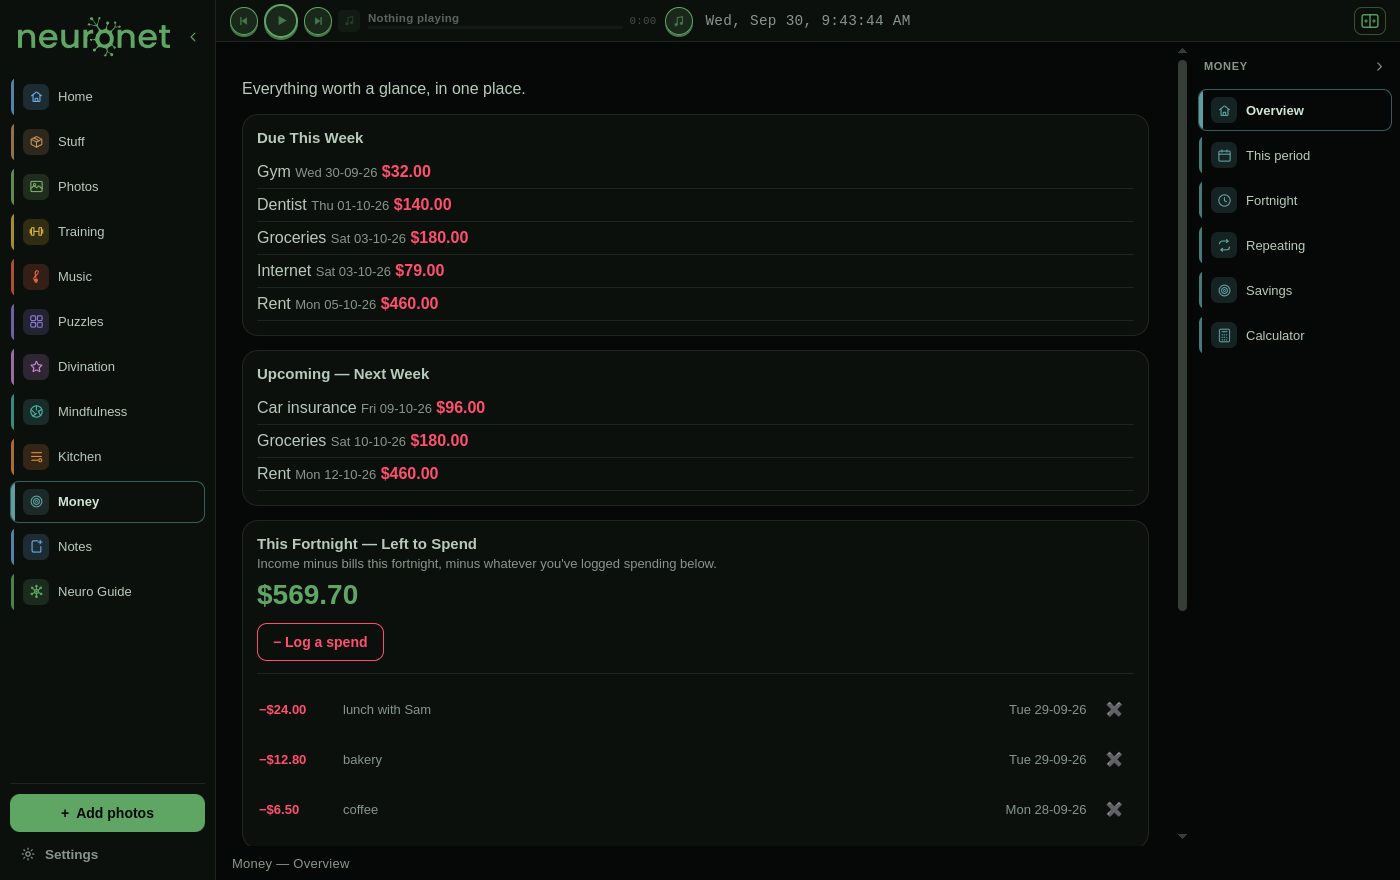 neuronet
Home
Stuff
Photos
Training
Music
Puzzles
Divination
Mindfulness
Kitchen
Money
Notes
Neuro Guide
+ Add photos
Settings
Nothing playing
0:00
Wed, Sep 30, 9:43:44 AM
Everything worth a glance, in one place.
Due This Week
Gym Wed 30-09-26 $32.00
Dentist Thu 01-10-26 $140.00
Groceries Sat 03-10-26 $180.00
Internet Sat 03-10-26 $79.00
Rent Mon 05-10-26 $460.00
Upcoming — Next Week
Car insurance Fri 09-10-26 $96.00
Groceries Sat 10-10-26 $180.00
Rent Mon 12-10-26 $460.00
This Fortnight — Left to Spend
Income minus bills this fortnight, minus whatever you've logged spending below.
$569.70
− Log a spend
−$24.00 lunch with Sam Tue 29-09-26
−$12.80 bakery Tue 29-09-26
−$6.50 coffee Mon 28-09-26
Money — Overview
MONEY
Overview
This period
Fortnight
Repeating
Savings
Calculator